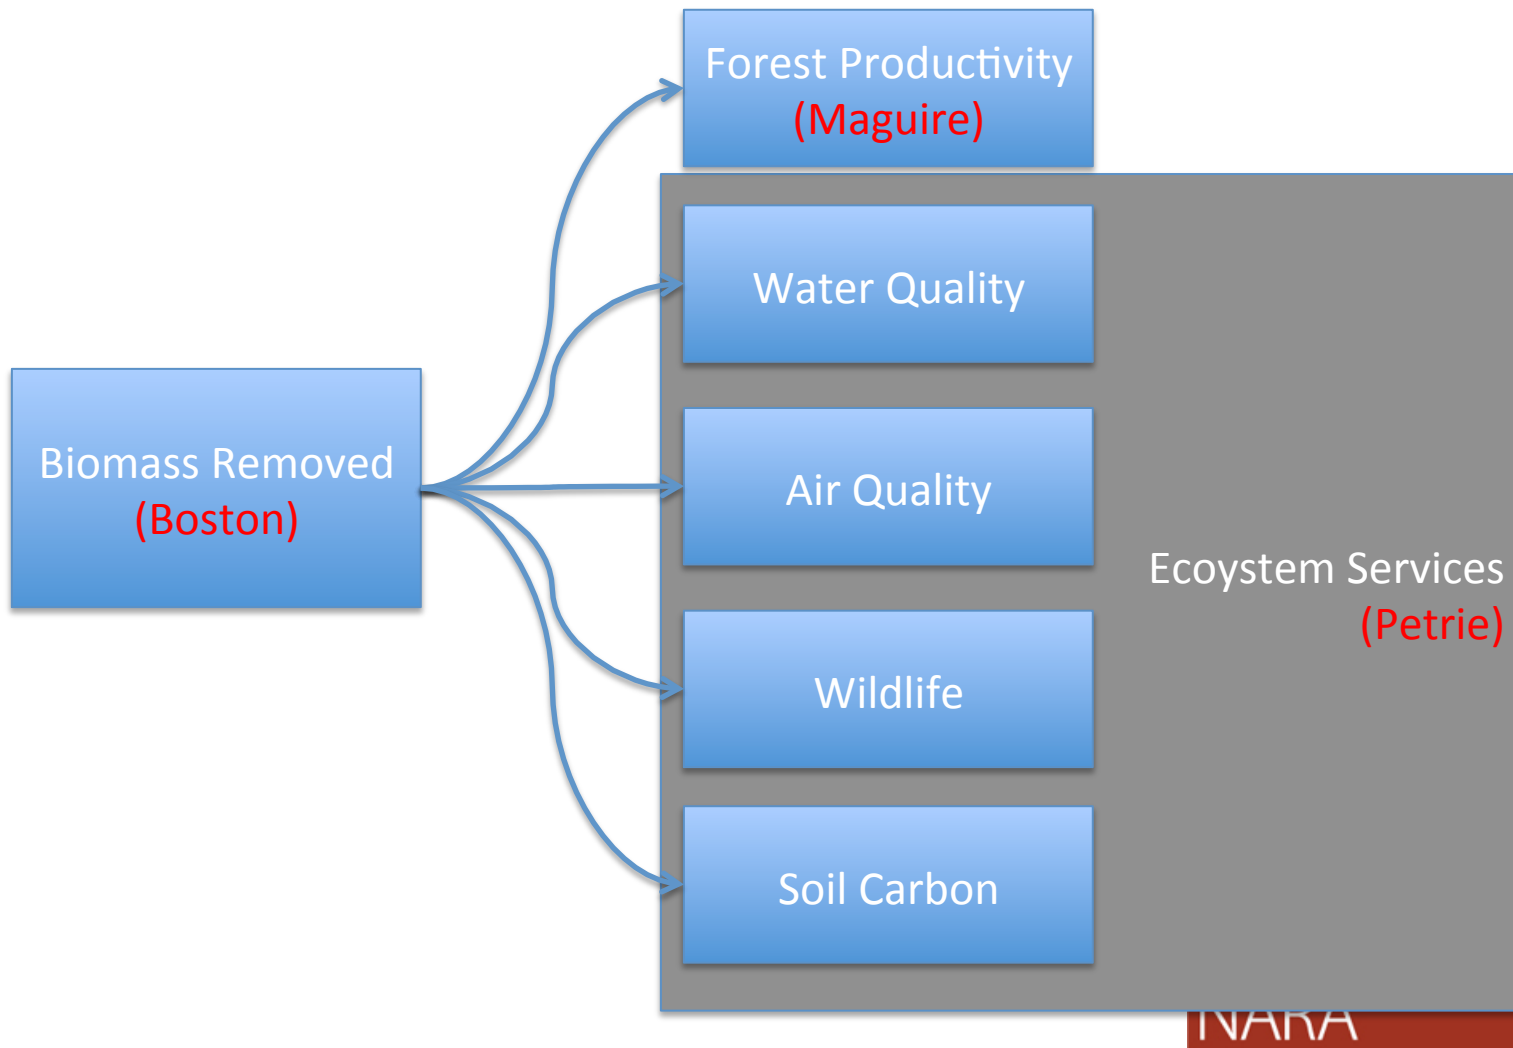 Forest Productivity
(Maguire)
Water Quality
Biomass Removed
(Boston)
Air Quality
Ecoystem Services
(Petrie)
Wildlife
Soil Carbon
NARA